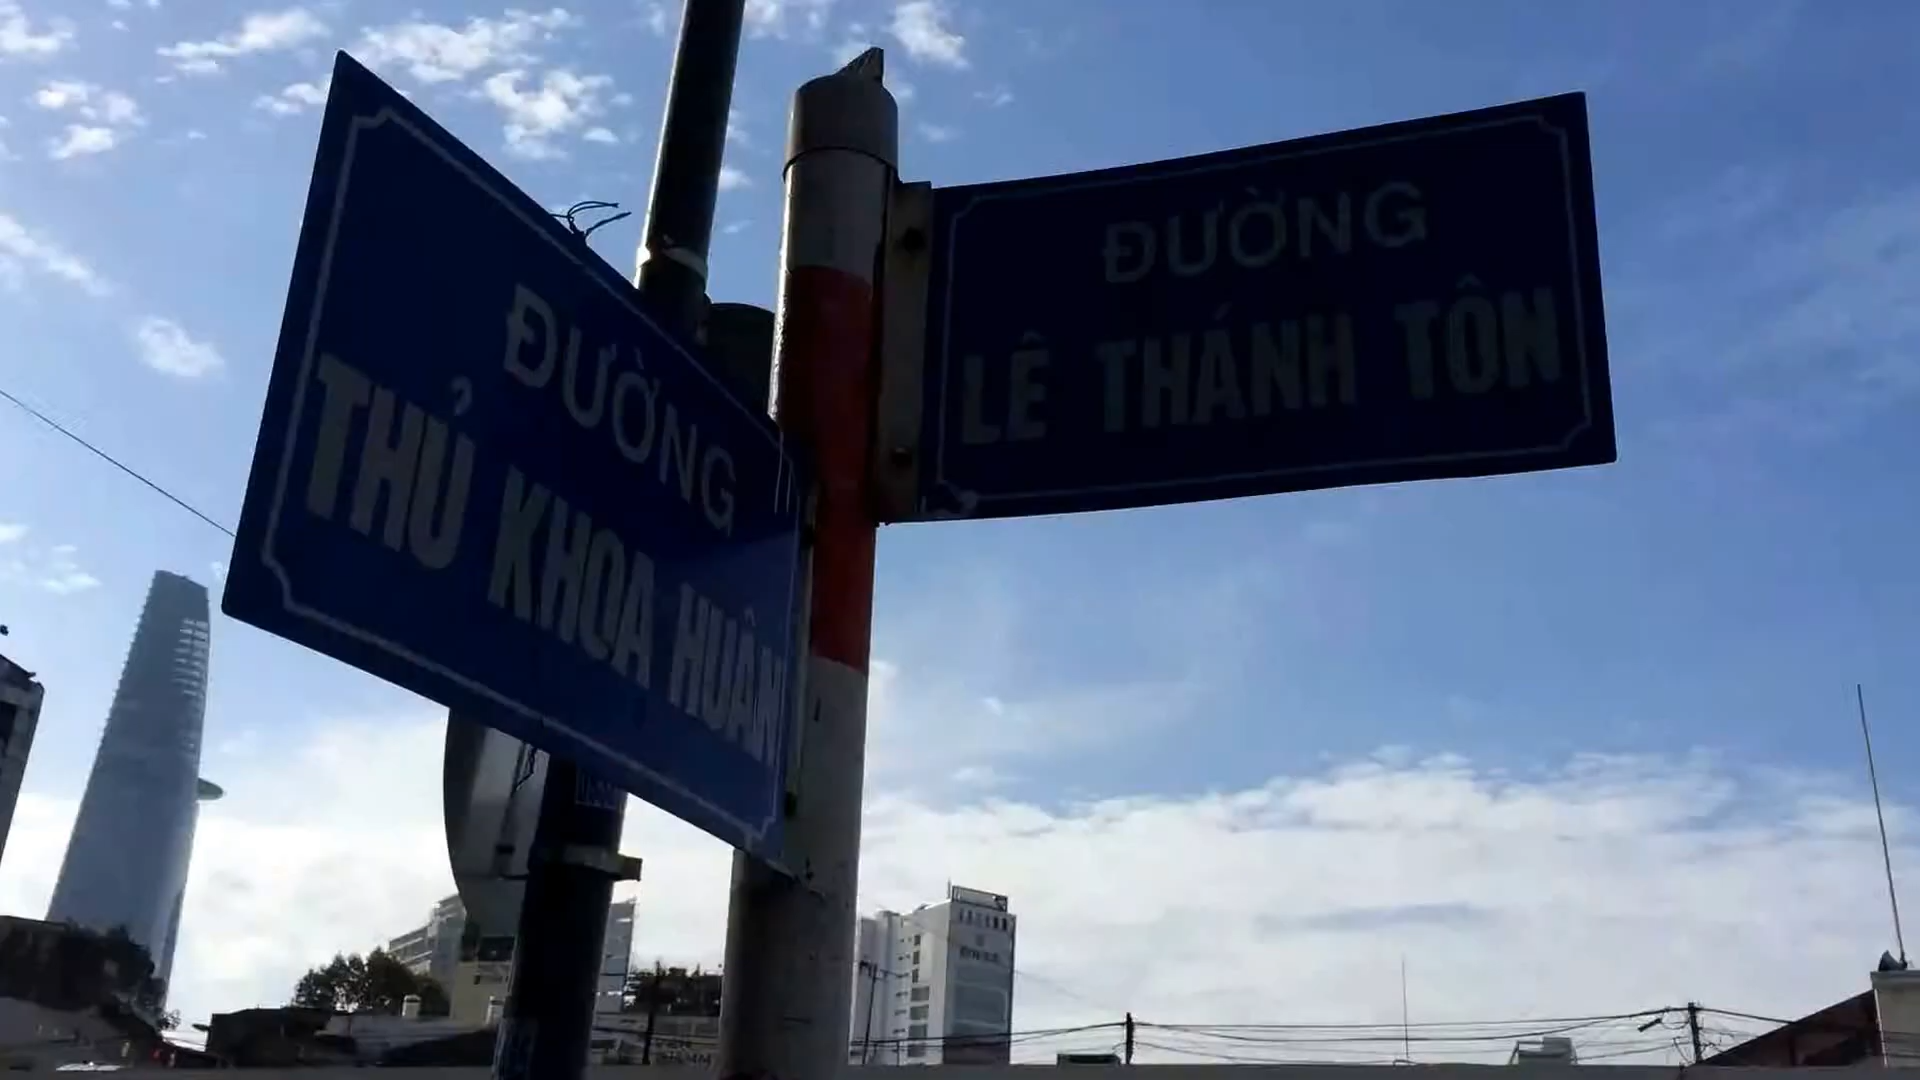 ĐƯỜNG
THỦ KHOA HUÂN
ĐƯỜNG
LÊ THÁNH TÔN